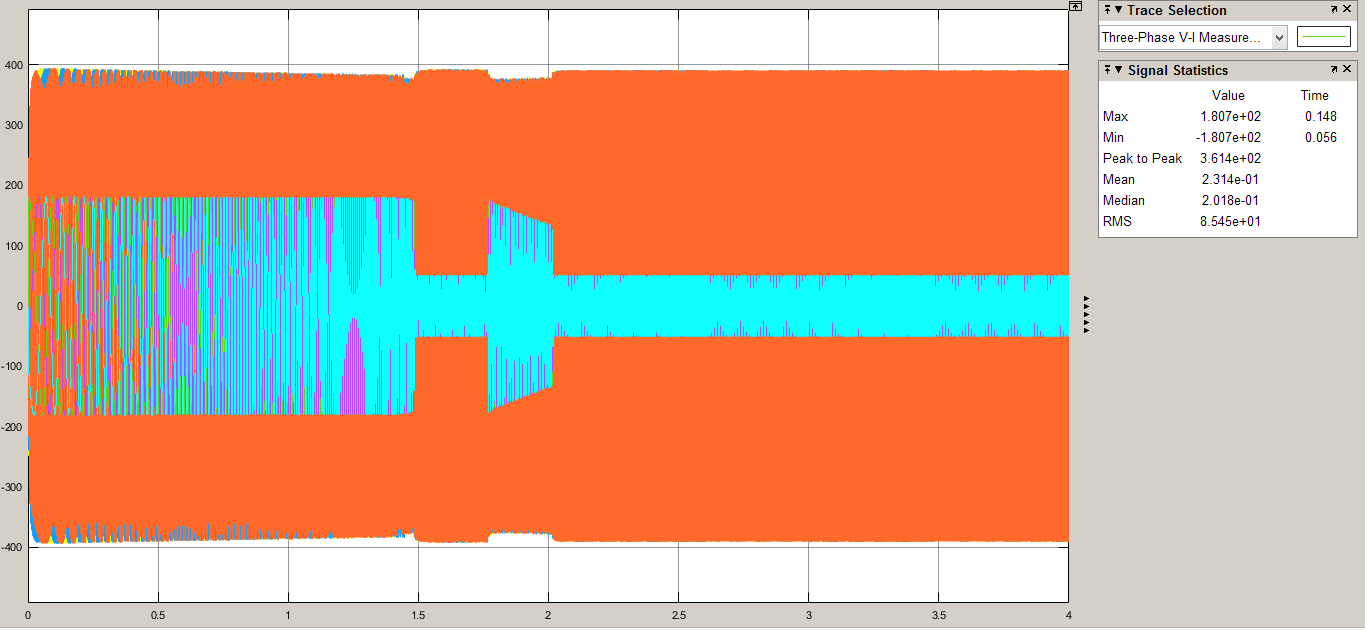 Trace Selection
Three-Phase V-I Measure...
Signal Statistics
Value Time
Max 1.807e+02 0.148
Min -1.807e+02 0.056
Peak to Peak 3.614e+02
Mean 2.314e-01
Median 2.018e-01
RMS 8.545e+01
400
300
200
100
0
-100
-200
-300
-400
0 0.5 1 1.5 2 2.5 3 3.5 4